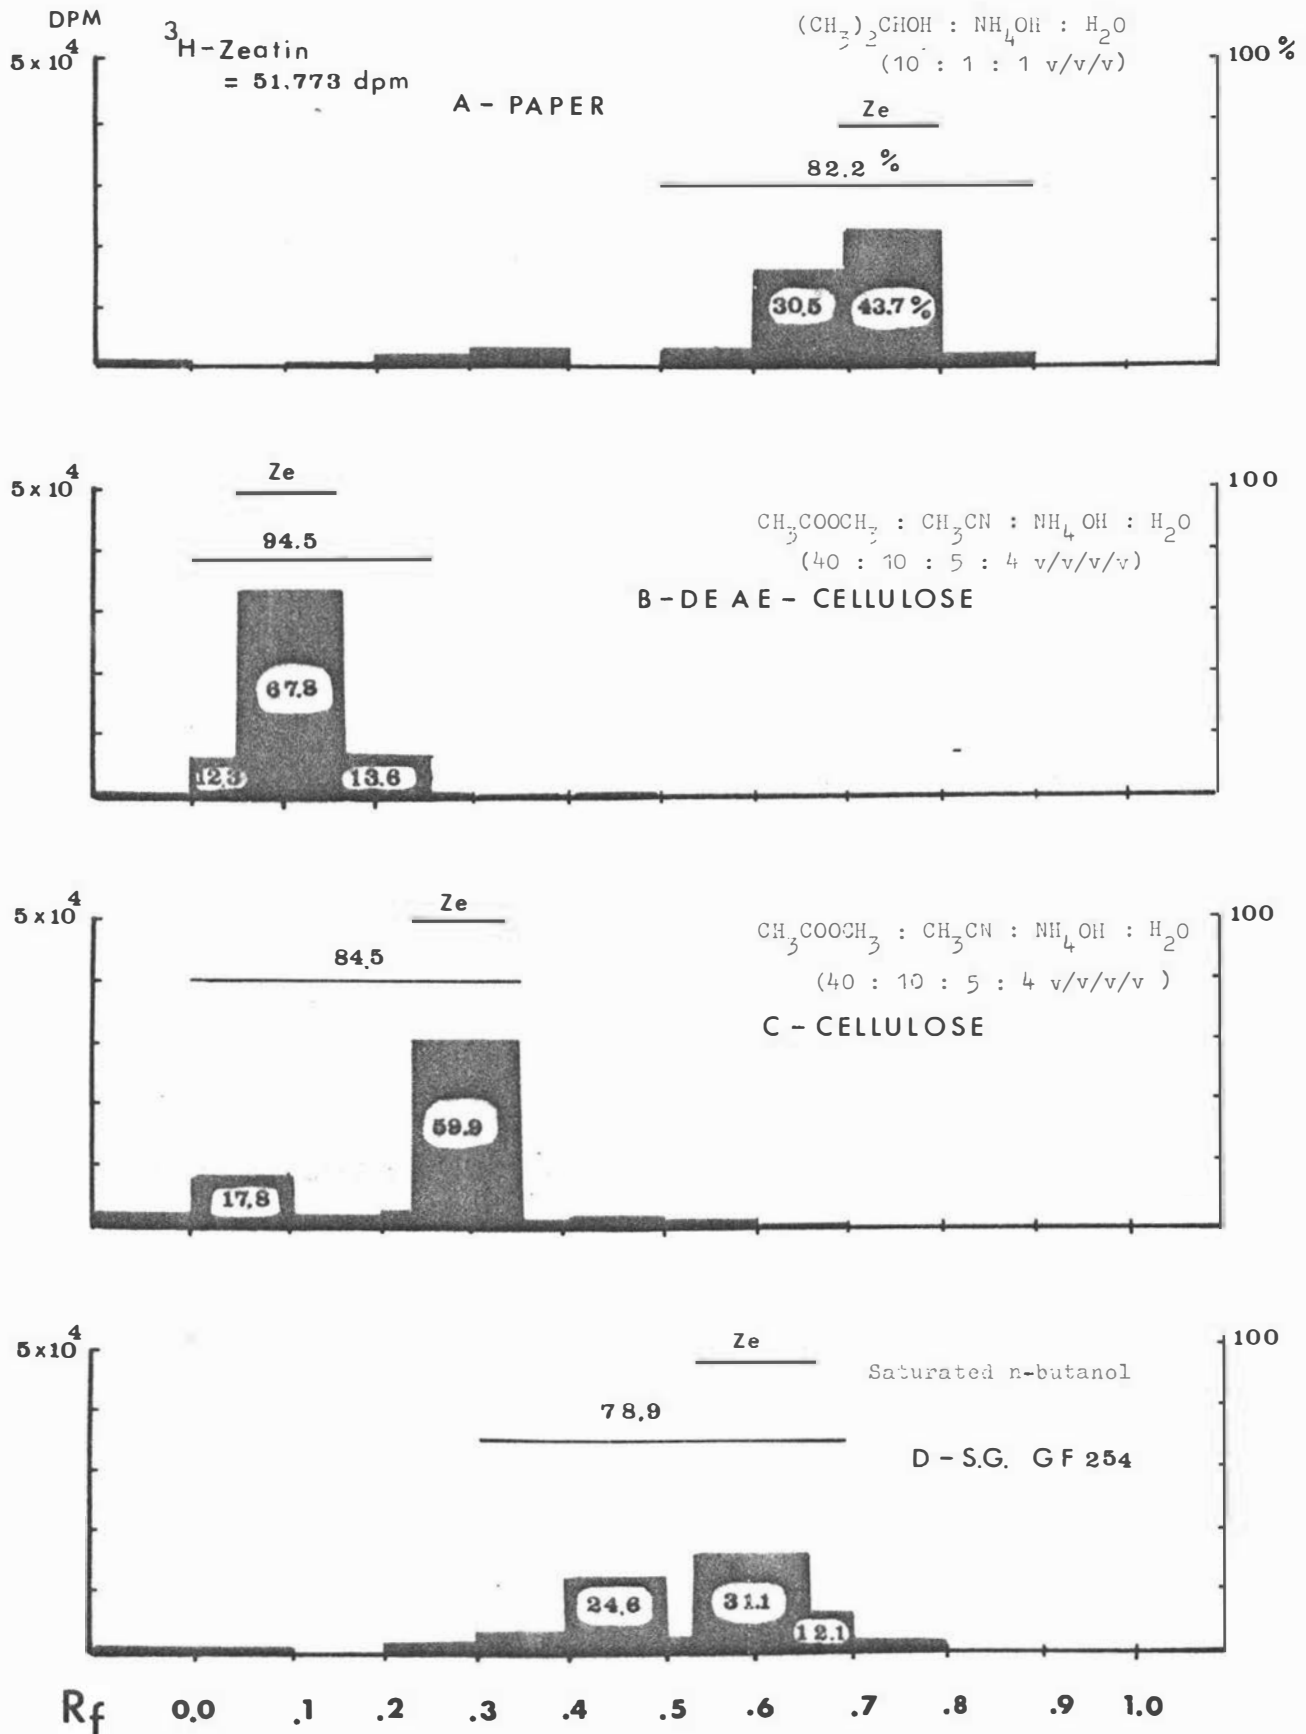 DPM
5 x 10^4
³H-Zeatin
= 51,773 dpm
(CH₃)₂CHOH : NH₄OH : H₂O
(10 : 1 : 1 v/v/v)
100 %
A - PAPER
Ze
82.2 %
30,5
43.7 %
5 x 10^4
Ze
100
94.5
CH₃COOCH₃ : CH₃CN : NH₄OH : H₂O
(40 : 10 : 5 : 4 v/v/v/v)
B - DEAE - CELLULOSE
67.8
12.3
13.6
5 x 10^4
Ze
100
84.5
CH₃COOCH₃ : CH₃CN : NH₄OH : H₂O
(40 : 10 : 5 : 4 v/v/v/v )
C - CELLULOSE
59.9
17,8
5 x 10^4
Ze
100
Saturated n-butanol
78,9
D - S.G. GF 254
24,6
31.1
12.1
Rf 0,0 .1 .2 .3 .4 .5 .6 .7 .8 .9 1.0